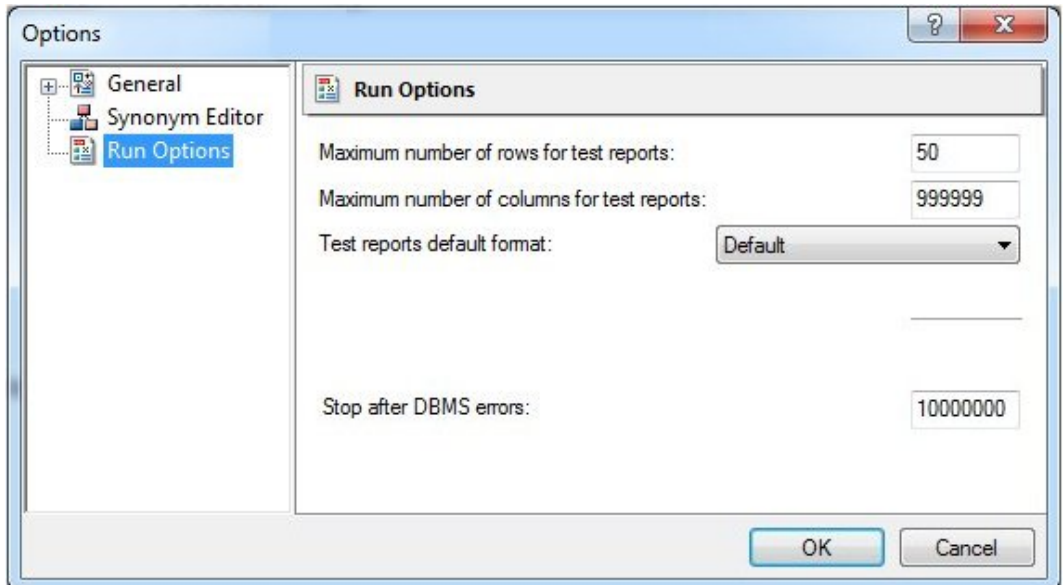 Options
General
Synonym Editor
Run Options
Run Options
Maximum number of rows for test reports: 50
Maximum number of columns for test reports: 999999
Test reports default format: Default
Stop after DBMS errors: 10000000
OK Cancel